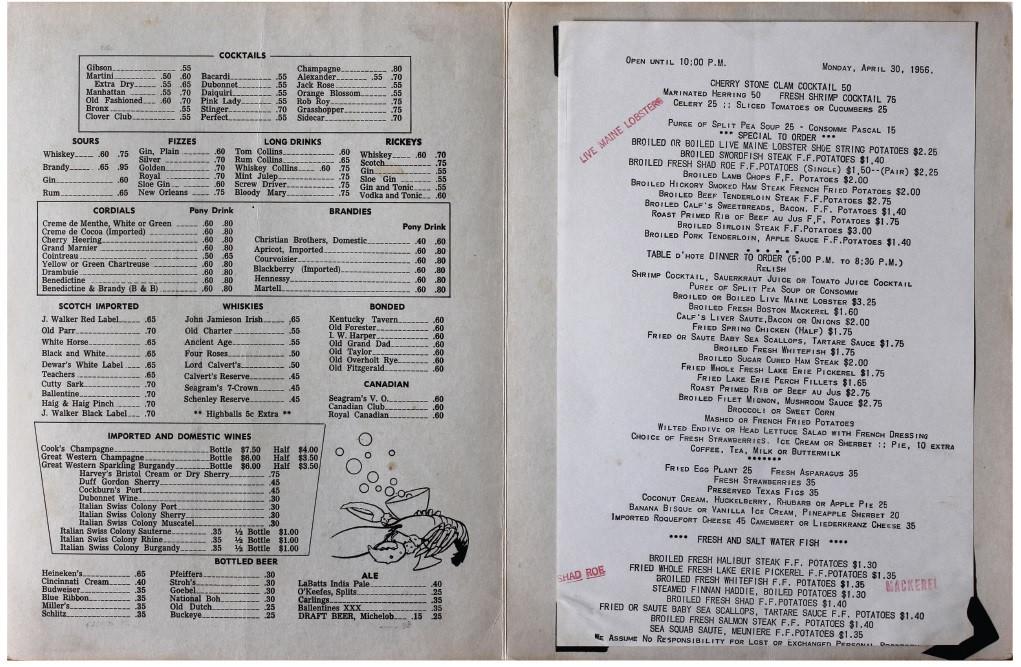 COCKTAILS
Gibson .55
Martini .50 .60
Extra Dry .55 .65
Manhattan .55 .70
Old Fashioned .60 .70
Bronx .55
Clover Club .55
Bacardi .55
Dubonnet .55
Daiquiri .55
Pink Lady .55
Stinger .70
Perfect .55
Champagne .80
Alexander .55 .70
Jack Rose .55
Orange Blossom .55
Rob Roy .75
Grasshopper .75
Sidecar .70
SOURS
Whiskey .60 .75
Brandy .65 .95
Gin .60
Rum .65
FIZZES
Gin, Plain .60
Silver .70
Golden .70
Royal .70
Sloe Gin .60
New Orleans .75
LONG DRINKS
Tom Collins .60
Rum Collins .65
Whiskey Collins .60 .75
Mint Julep .75
Screw Driver .75
Bloody Mary .75
RICKEYS
Whiskey .60 .70
Scotch .75
Gin .55
Sloe Gin .55
Gin and Tonic .55
Vodka and Tonic .60
CORDIALS
Pony Drink
Creme de Menthe, White or Green .60 .80
Creme de Cocoa (Imported) .60 .80
Cherry Heering .60 .80
Grand Marnier .60 .80
Cointreau .50 .65
Yellow or Green Chartreuse .60 .80
Drambuie .60 .80
Benedictine .60 .80
Benedictine & Brandy (B & B) .60 .80
BRANDIES
Pony Drink
Christian Brothers, Domestic .40 .60
Apricot, Imported .60 .80
Courvoisier .60 .80
Blackberry (Imported) .60 .80
Hennessy .60 .80
Martell .60 .80
SCOTCH IMPORTED
J. Walker Red Label .65
Old Parr .70
White Horse .65
Black and White .65
Dewar's White Label .65
Teachers .65
Cutty Sark .70
Ballentine .70
Haig & Haig Pinch .70
J. Walker Black Label .70
WHISKIES
John Jamieson Irish .65
Old Charter .55
Ancient Age .55
Four Roses .50
Lord Calvert's .50
Calvert's Reserve .45
Seagram's 7-Crown .45
Schenley Reserve .45
** Highballs 5c Extra **
BONDED
Kentucky Tavern .60
Old Forester .60
I. W. Harper .60
Old Grand Dad .60
Old Taylor .60
Old Overholt Rye .60
Old Fitzgerald .60
CANADIAN
Seagram's V. O. .60
Canadian Club .60
Royal Canadian .60
IMPORTED AND DOMESTIC WINES
Cook's Champagne Bottle $7.50 Half $4.00
Great Western Champagne Bottle $6.00 Half $3.50
Great Western Sparkling Burgandy Bottle $6.00 Half $3.50
Harvey's Bristol Cream or Dry Sherry .75
Duff Gordon Sherry .45
Cockburn's Port .45
Dubonnet Wine .30
Italian Swiss Colony Port .30
Italian Swiss Colony Sherry .30
Italian Swiss Colony Muscatel .30
Italian Swiss Colony Sauterne .35 ½ Bottle $1.00
Italian Swiss Colony Rhine .35 ½ Bottle $1.00
Italian Swiss Colony Burgandy .35 ½ Bottle $1.00
BOTTLED BEER
Heineken's .65
Cincinnati Cream .40
Budweiser .35
Blue Ribbon .35
Miller's .35
Schlitz .35
Pfeiffers .30
Stroh's .30
Goebel .30
National Boh .30
Old Dutch .25
Buckeye .25
ALE
LaBatts India Pale .40
O'Keefes, Splits .25
Carlings .35
Ballentines XXX .35
DRAFT BEER, Michelob .15 .25
OPEN UNTIL 10:00 P.M. MONDAY, APRIL 30, 1956.
CHERRY STONE CLAM COCKTAIL 50
MARINATED HERRING 50 FRESH SHRIMP COCKTAIL 75
CELERY 25 :: SLICED TOMATOES OR CUCUMBERS 25
LIVE MAINE LOBSTERS
PUREE OF SPLIT PEA SOUP 25 - CONSOMME PASCAL 15
*** SPECIAL TO ORDER ***
BROILED OR BOILED LIVE MAINE LOBSTER SHOE STRING POTATOES $2.25
BROILED SWORDFISH STEAK F.F.POTATOES $1.40
BROILED FRESH SHAD ROE F.F.POTATOES (SINGLE) $1.50--(PAIR) $2.25
BROILED LAMB CHOPS F.F. POTATOES $2.00
BROILED HICKORY SMOKED HAM STEAK FRENCH FRIED POTATOES $2.00
BROILED BEEF TENDERLOIN STEAK F.F.POTATOES $2.75
BROILED CALF'S SWEETBREADS, BACON, F.F. POTATOES $1.40
ROAST PRIMED RIB OF BEEF AU JUS F.F. POTATOES $1.75
BROILED SIRLOIN STEAK F.F.POTATOES $3.00
BROILED PORK TENDERLOIN, APPLE SAUCE F.F.POTATOES $1.40
*******
TABLE D'HOTE DINNER TO ORDER (5:00 P.M. TO 8:30 P.M.)
RELISH
SHRIMP COCKTAIL, SAUERKRAUT JUICE OR TOMATO JUICE COCKTAIL
PUREE OF SPLIT PEA SOUP OR CONSOMME
BROILED OR BOILED LIVE MAINE LOBSTER $3.25
BROILED FRESH BOSTON MACKEREL $1.60
CALF'S LIVER SAUTE,BACON OR ONIONS $2.00
FRIED SPRING CHICKEN (HALF) $1.75
FRIED OR SAUTE BABY SEA SCALLOPS, TARTARE SAUCE $1.75
BROILED FRESH WHITEFISH $1.75
BROILED SUGAR CURED HAM STEAK $2.00
FRIED WHOLE FRESH LAKE ERIE PICKEREL $1.75
FRIED LAKE ERIE PERCH FILLETS $1.65
ROAST PRIMED RIB OF BEEF AU JUS $2.75
BROILED FILET MIGNON, MUSHROOM SAUCE $2.75
BROCCOLI OR SWEET CORN
MASHED OR FRENCH FRIED POTATOES
WILTED ENDIVE OR HEAD LETTUCE SALAD WITH FRENCH DRESSING
CHOICE OF FRESH STRAWBERRIES, ICE CREAM OR SHERBET :: PIE, 10 EXTRA
COFFEE, TEA, MILK OR BUTTERMILK
*******
FRIED EGG PLANT 25 FRESH ASPARAGUS 35
FRESH STRAWBERRIES 35
PRESERVED TEXAS FIGS 35
COCONUT CREAM, HUCKELBERRY, RHUBARB OR APPLE PIE 25
BANANA BISQUE OR VANILLA ICE CREAM, PINEAPPLE SHERBET 20
IMPORTED ROQUEFORT CHEESE 45 CAMEMBERT OR LIEDERKRANZ CHEESE 35
**** FRESH AND SALT WATER FISH ****
BROILED FRESH HALIBUT STEAK F.F.POTATOES $1.30
FRIED WHOLE FRESH LAKE ERIE PICKEREL F.F.POTATOES $1.35
SHAD ROE
BROILED FRESH WHITEFISH F.F. POTATOES $1.35
MACKEREL
STEAMED FINNAN HADDIE, BOILED POTATOES $1.30
BROILED FRESH SHAD F.F.POTATOES $1.40
FRIED OR SAUTE BABY SEA SCALLOPS, TARTARE SAUCE F.F. POTATOES $1.40
BROILED FRESH SALMON STEAK F.F.POTATOES $1.40
SEA SQUAB SAUTE, MEUNIERE F.F.POTATOES $1.35
WE ASSUME NO RESPONSIBILITY FOR LOST OR EXCHANGED PERSONAL